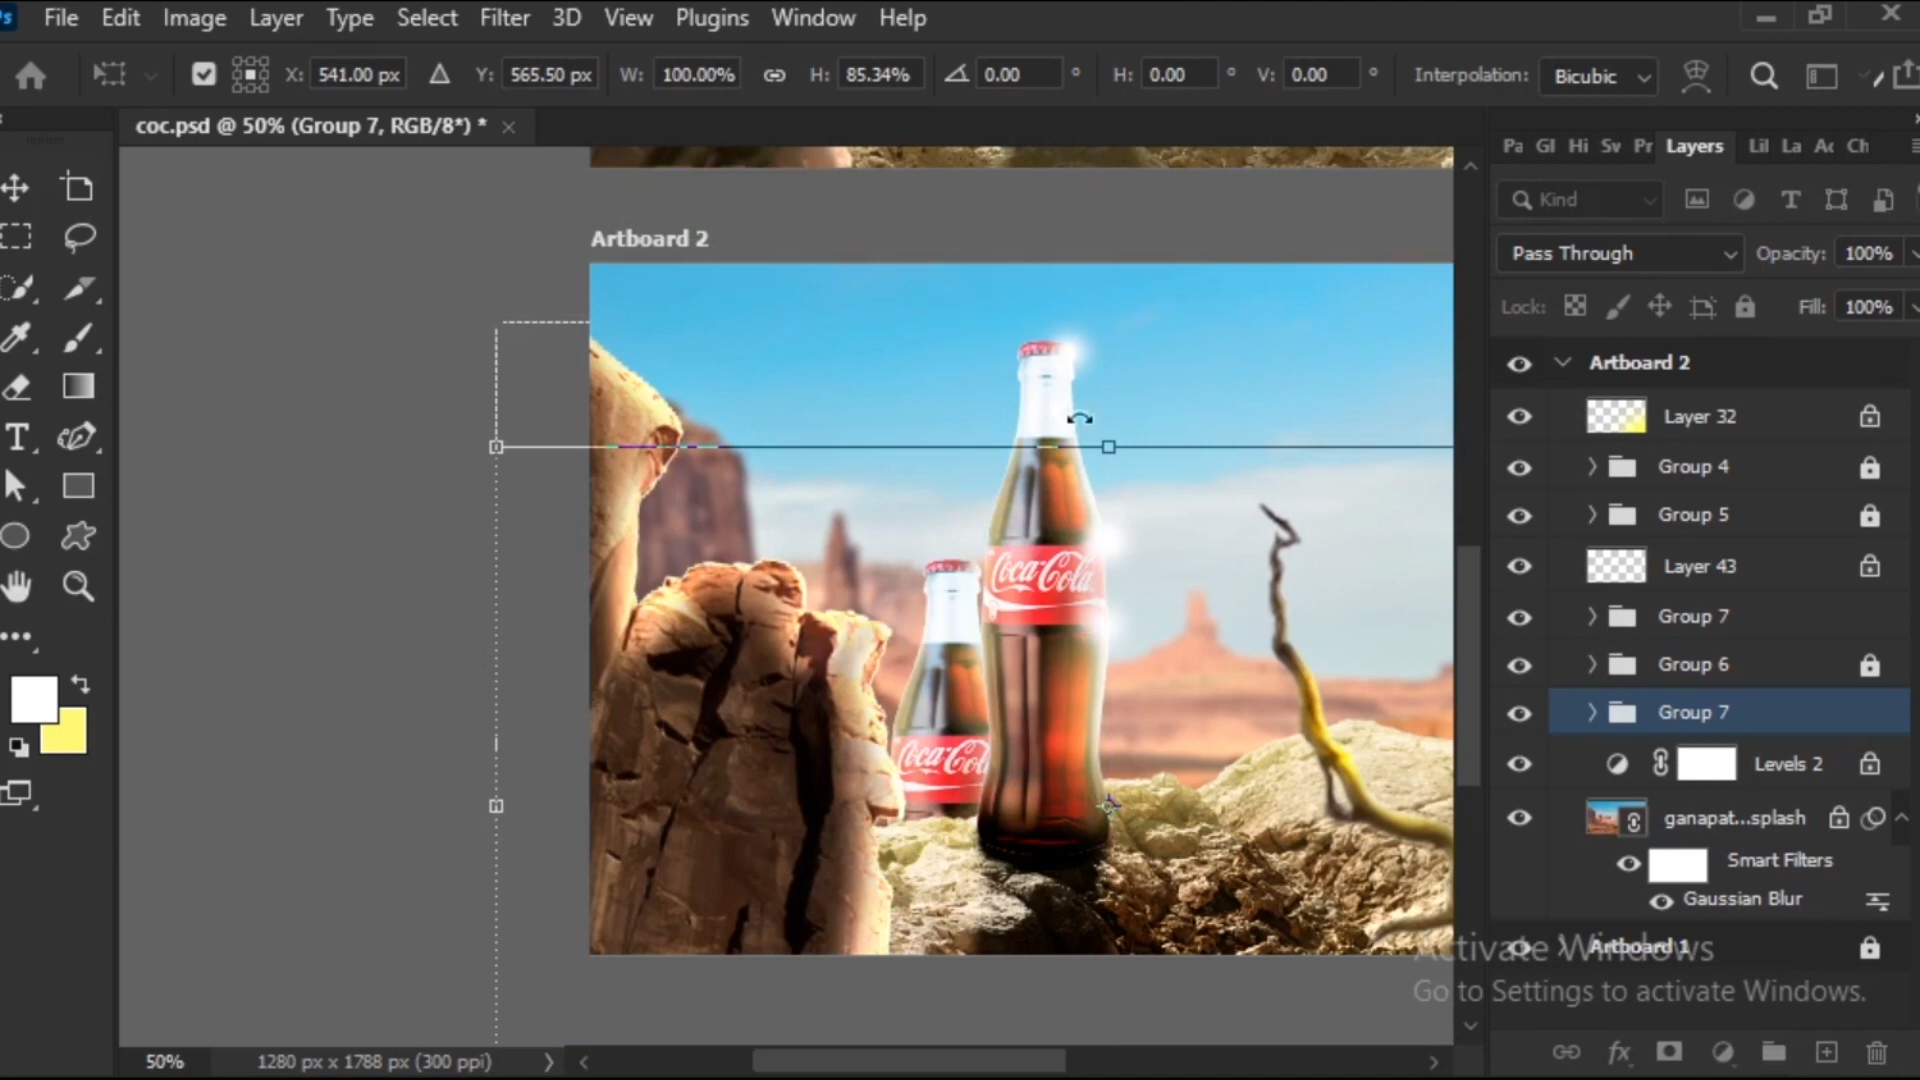 Ps File Edit Image Layer Type Select Filter 3D View Plugins Window Help
X: 541.00 px Y: 565.50 px W: 100.00% H: 85.34% 0.00 ° H: 0.00 ° V: 0.00 ° Interpolation: Bicubic
coc.psd @ 50% (Group 7, RGB/8*) *
Pa Gl Hi Sw Pr Layers Lil La Ac Ch
Kind
Pass Through Opacity: 100%
Lock: Fill: 100%
Artboard 2
Artboard 2
Layer 32
Group 4
Group 5
Layer 43
Group 7
Group 6
Group 7
Levels 2
ganapat...splash
Smart Filters
Gaussian Blur
Artboard 1
Coca-Cola
Coca-Col
Activate Windows
Go to Settings to activate Windows.
50% 1280 px x 1788 px (300 ppi)